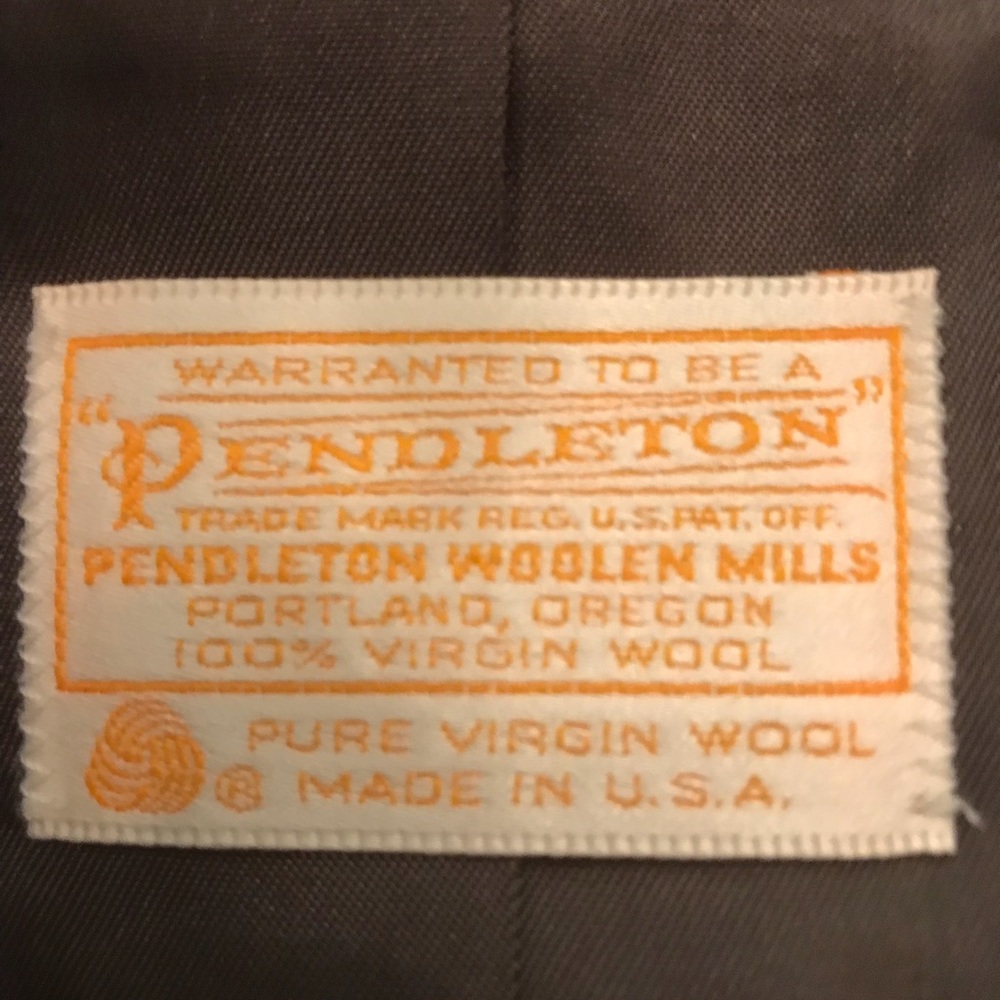 WARRANTED TO BE A
"PENDLETON"
TRADE MARK REG. U.S. PAT. OFF.
PENDLETON WOOLEN MILLS
PORTLAND, OREGON
100% VIRGIN WOOL
PURE VIRGIN WOOL
® MADE IN U.S.A.